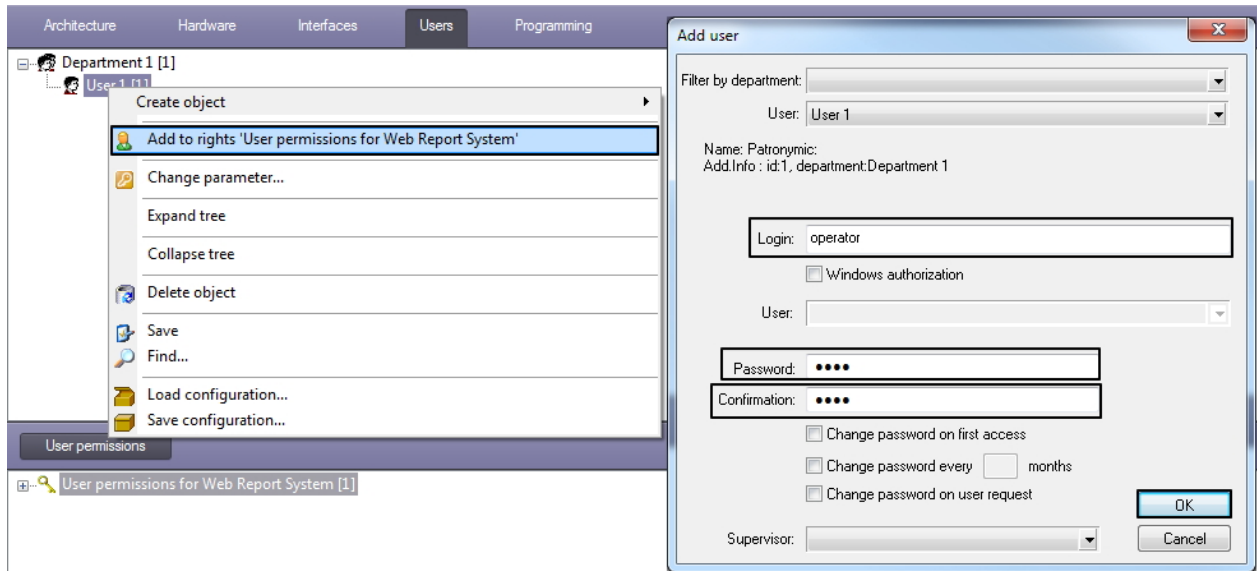 Architecture
Hardware
Interfaces
Users
Programming
Department 1 [1]
User 1 [1]
Create object
Add to rights 'User permissions for Web Report System'
Change parameter...
Expand tree
Collapse tree
Delete object
Save
Find...
Load configuration...
Save configuration...
User permissions
User permissions for Web Report System [1]
Add user
Filter by department:
User: User 1
Name: Patronymic:
Add.Info : id:1, department:Department 1
Login: operator
Windows authorization
User:
Password: ••••
Confirmation: ••••
Change password on first access
Change password every months
Change password on user request
OK
Supervisor:
Cancel